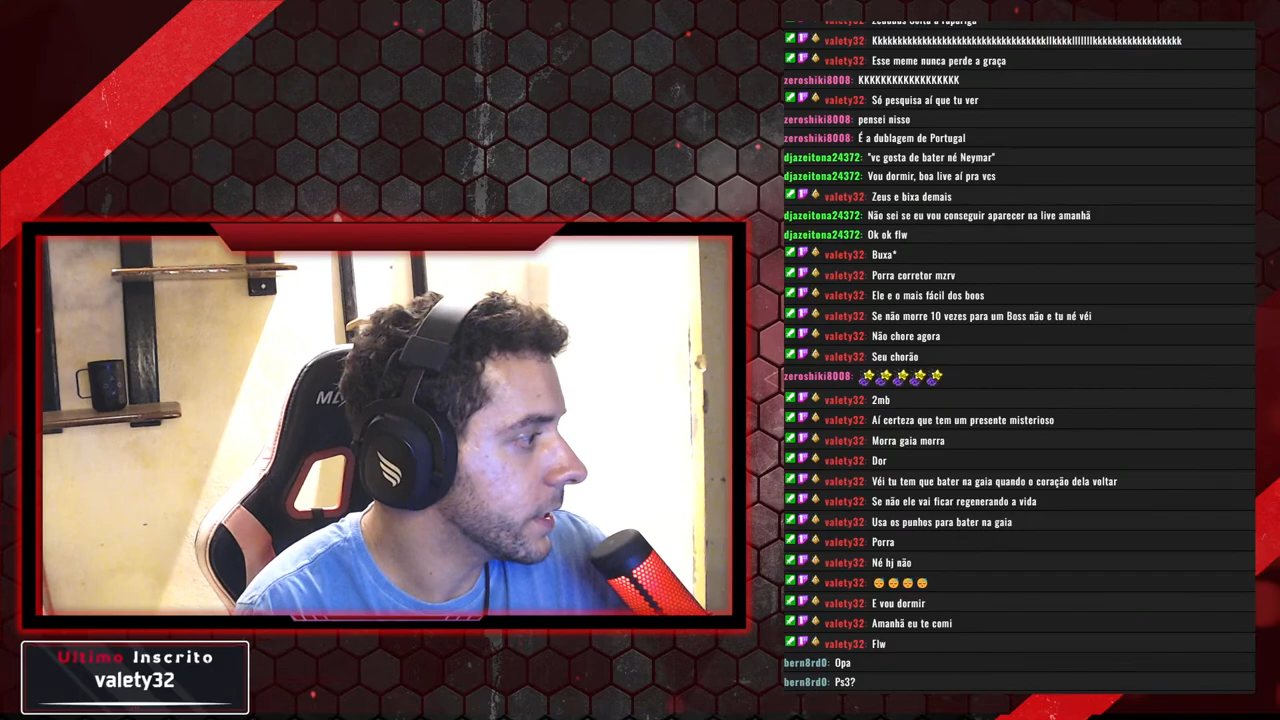 valety32: Zeuuuus Solta a rapariga
valety32: Kkkkkkkkkkkkkkkkkkkkkkkkkkkkkkkkkkkllkkkkllllllllkkkkkkkkkkkkkkkkkk
valety32: Esse meme nunca perde a graça
zeroshiki8008: KKKKKKKKKKKKKKKKKK
valety32: Só pesquisa aí que tu ver
zeroshiki8008: pensei nisso
zeroshiki8008: É a dublagem de Portugal
djazeitona24372: "vc gosta de bater né Neymar"
djazeitona24372: Vou dormir, boa live aí pra vcs
valety32: Zeus e bixa demais
djazeitona24372: Não sei se eu vou conseguir aparecer na live amanhã
djazeitona24372: Ok ok flw
valety32: Buxa*
valety32: Porra corretor mzrv
valety32: Ele e o mais fácil dos boos
valety32: Se não morre 10 vezes para um Boss não e tu né véi
valety32: Não chore agora
valety32: Seu chorão
zeroshiki8008:
valety32: 2mb
valety32: Aí certeza que tem um presente misterioso
valety32: Morra gaia morra
valety32: Dor
valety32: Véi tu tem que bater na gaia quando o coração dela voltar
valety32: Se não ele vai ficar regenerando a vida
valety32: Usa os punhos para bater na gaia
valety32: Porra
valety32: Né hj não
valety32: 😴😴😴😴
valety32: E vou dormir
valety32: Amanhã eu te comi
valety32: Flw
bern8rd0: Opa
bern8rd0: Ps3?
Ultimo Inscrito
valety32